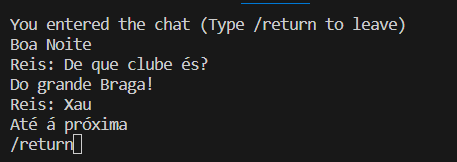 You entered the chat (Type /return to leave)
Boa Noite
Reis: De que clube és?
Do grande Braga!
Reis: Xau
Até á próxima
/return